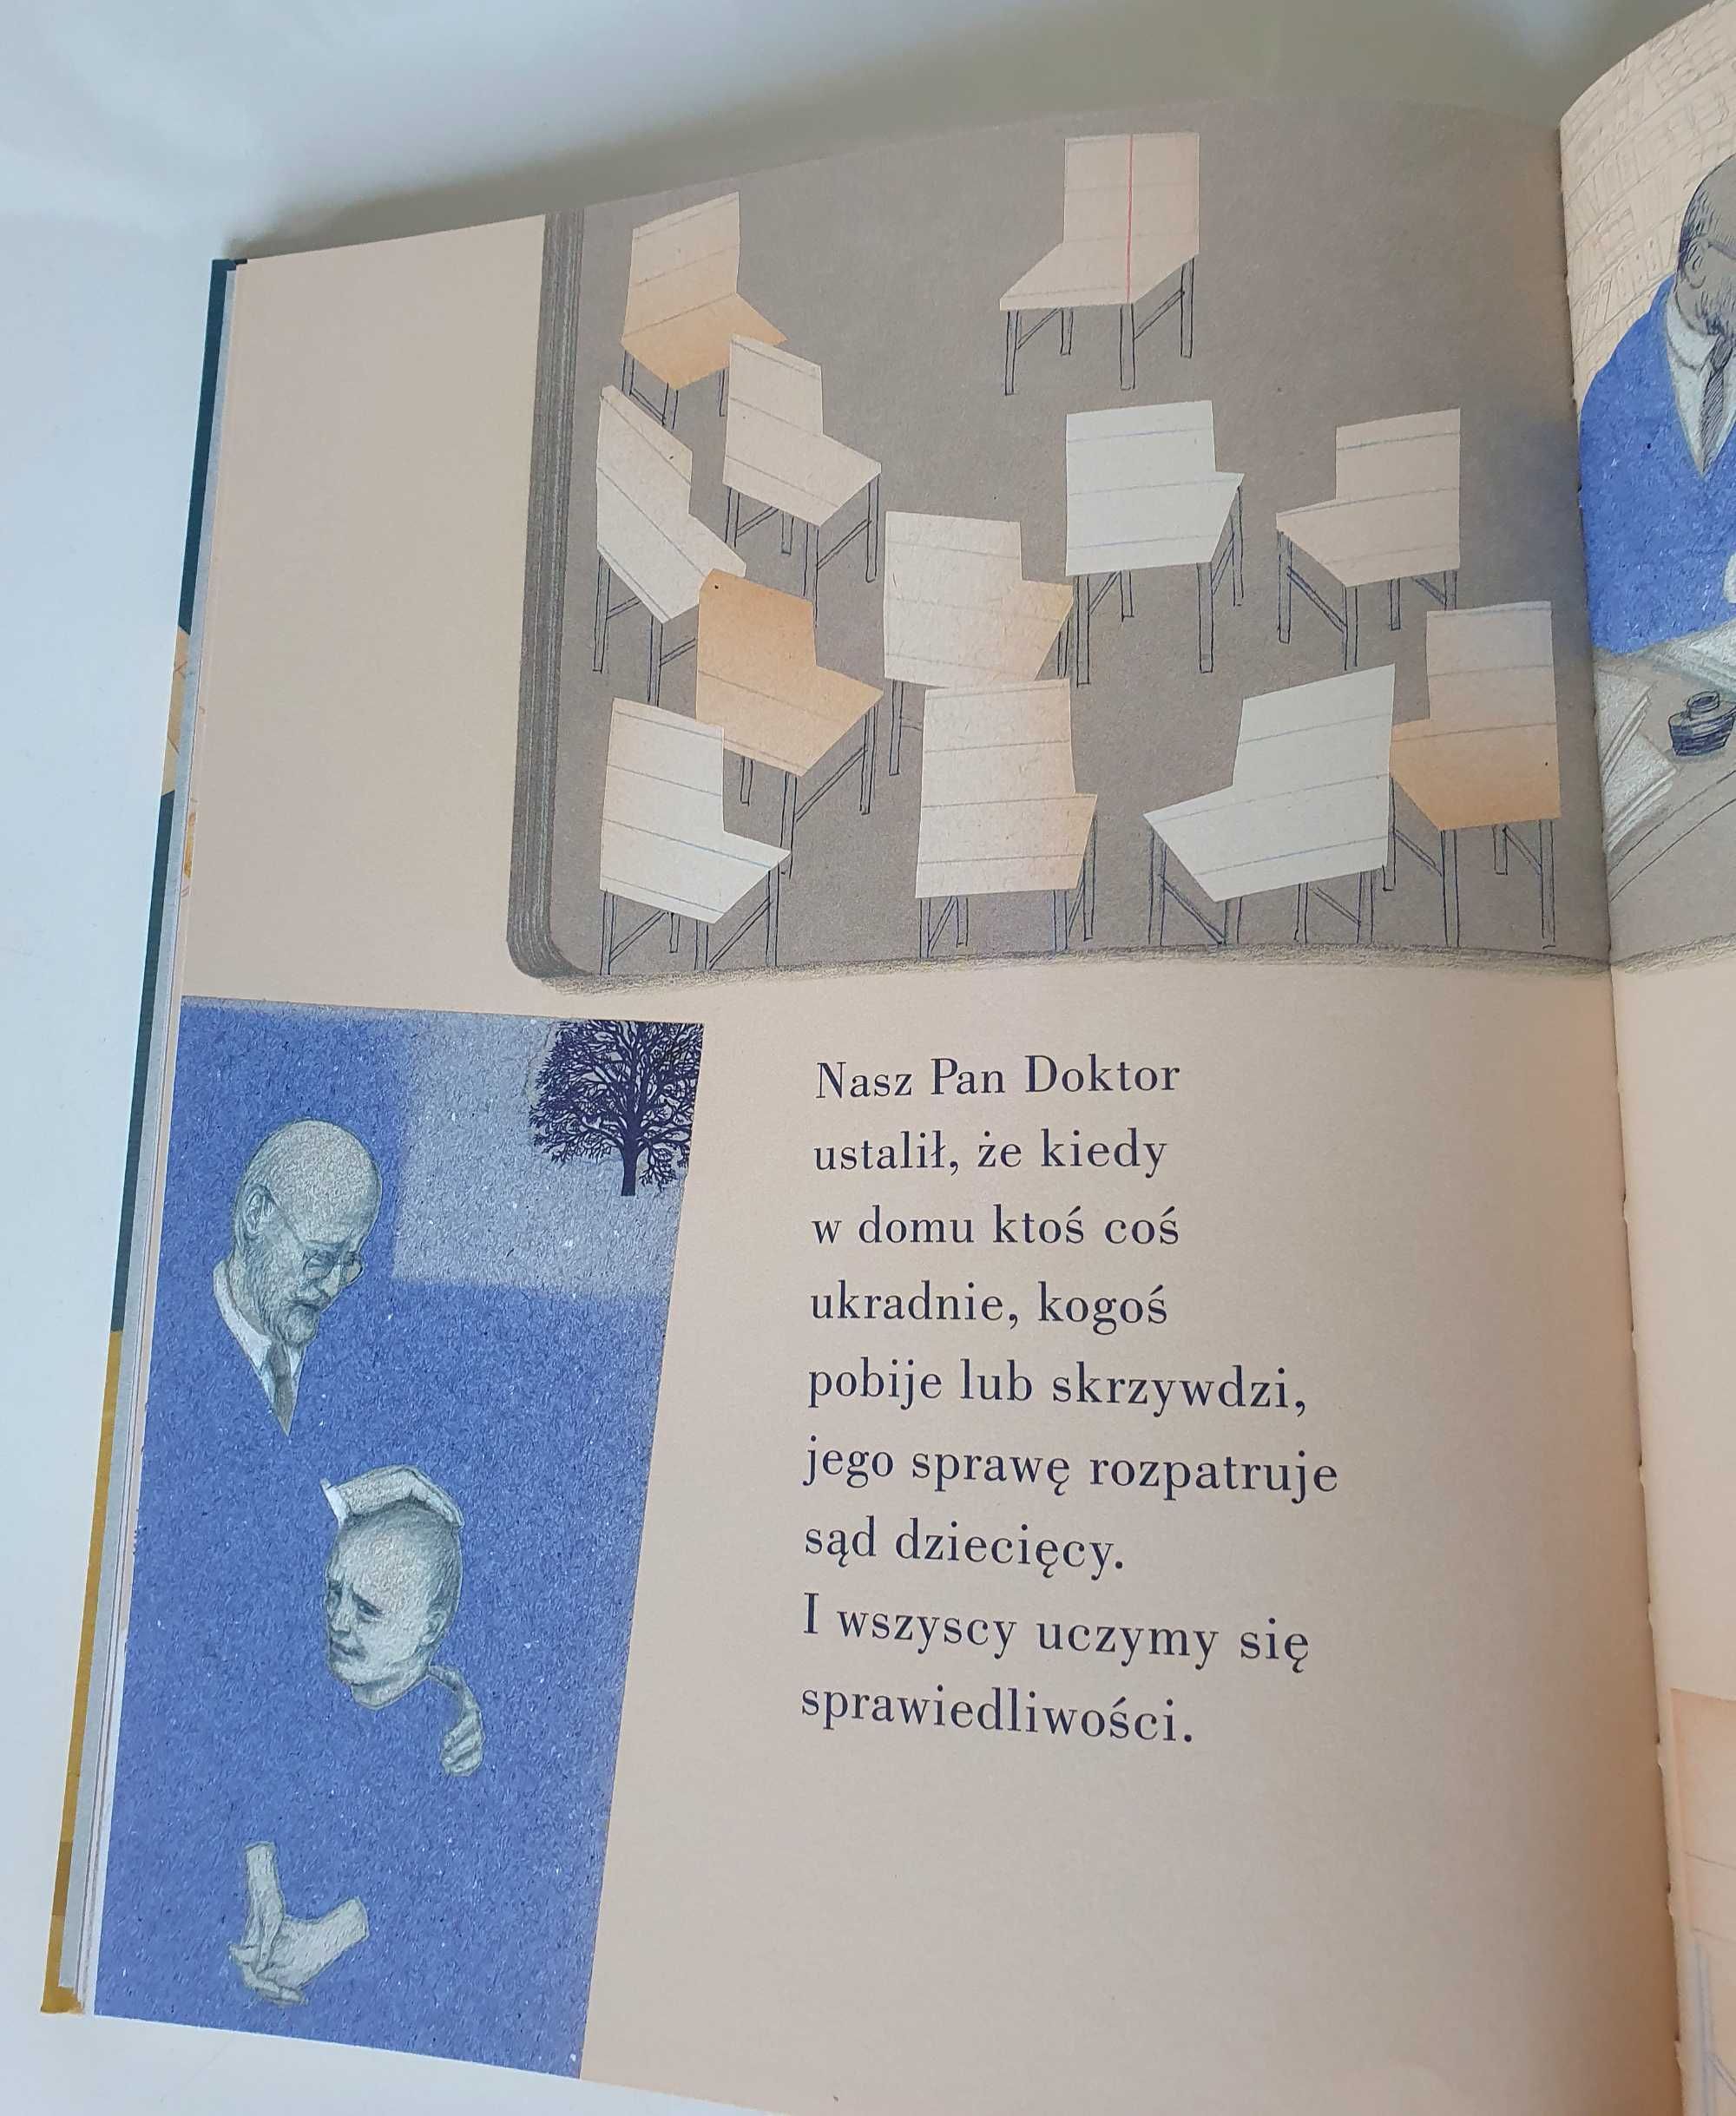 Nasz Pan Doktor
ustalił, że kiedy
w domu ktoś coś
ukradnie, kogoś
pobije lub skrzywdzi,
jego sprawę rozpatruje
sąd dziecięcy.
I wszyscy uczymy się
sprawiedliwości.